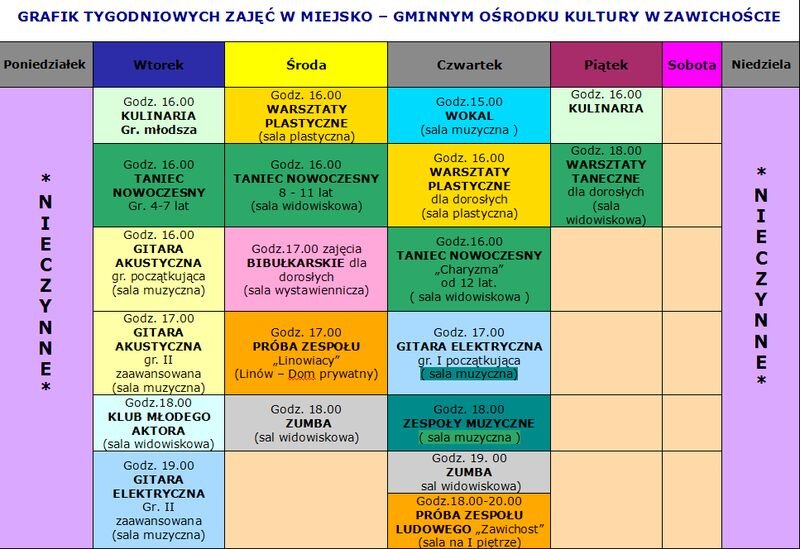 GRAFIK TYGODNIOWYCH ZAJĘĆ W MIEJSKO – GMINNYM OŚRODKU KULTURY W ZAWICHOŚCIE
Poniedziałek
Wtorek
Środa
Czwartek
Piątek
Sobota
Niedziela
*NIECZYNNE*
Godz. 16.00
KULINARIA
Gr. młodsza
Godz. 16.00
WARSZTATY
PLASTYCZNE
(sala plastyczna)
Godz.15.00
WOKAL
(sala muzyczna )
Godz. 16.00
KULINARIA
*NIECZYNNE*
Godz. 16.00
TANIEC
NOWOCZESNY
Gr. 4-7 lat
Godz. 16.00
TANIEC NOWOCZESNY
8 - 11 lat
(sala widowiskowa)
Godz. 16.00
WARSZTATY
PLASTYCZNE
dla dorosłych
(sala plastyczna)
Godz. 18.00
WARSZTATY
TANECZNE
dla dorosłych
(sala
widowiskowa)
Godz. 16.00
GITARA
AKUSTYCZNA
gr. początkująca
(sala muzyczna)
Godz.17.00 zajęcia
BIBUŁKARSKIE dla
dorosłych
(sala wystawiennicza)
Godz.16.00
TANIEC NOWOCZESNY
„Charyzma”
od 12 lat.
( sala widowiskowa )
Godz. 17.00
GITARA
AKUSTYCZNA
gr. II
zaawansowana
(sala muzyczna)
Godz. 17.00
PRÓBA ZESPOŁU
„Linowiacy”
(Linów – Dom prywatny)
Godz. 17.00
GITARA ELEKTRYCZNA
gr. I początkująca
( sala muzyczna)
Godz.18.00
KLUB MŁODEGO
AKTORA
(sala widowiskowa)
Godz. 18.00
ZUMBA
(sal widowiskowa)
Godz. 18.00
ZESPOŁY MUZYCZNE
( sala muzyczna )
Godz. 19.00
GITARA
ELEKTRYCZNA
Gr. II
zaawansowana
(sala muzyczna)
Godz. 19. 00
ZUMBA
sal widowiskowa)
Godz.18.00-20.00
PRÓBA ZESPOŁU
LUDOWEGO „Zawichost”
(sala na I piętrze)